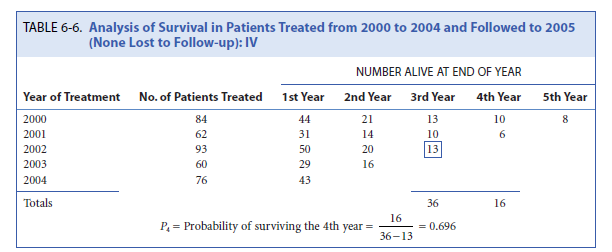 TABLE 6-6. Analysis of Survival in Patients Treated from 2000 to 2004 and Followed to 2005
(None Lost to Follow-up): IV
NUMBER ALIVE AT END OF YEAR
Year of Treatment No. of Patients Treated 1st Year 2nd Year 3rd Year 4th Year 5th Year
2000 84 44 21 13 10 8
2001 62 31 14 10 6
2002 93 50 20 13
2003 60 29 16
2004 76 43
Totals 36 16
P₄ = Probability of surviving the 4th year = 16 / 36−13 = 0.696